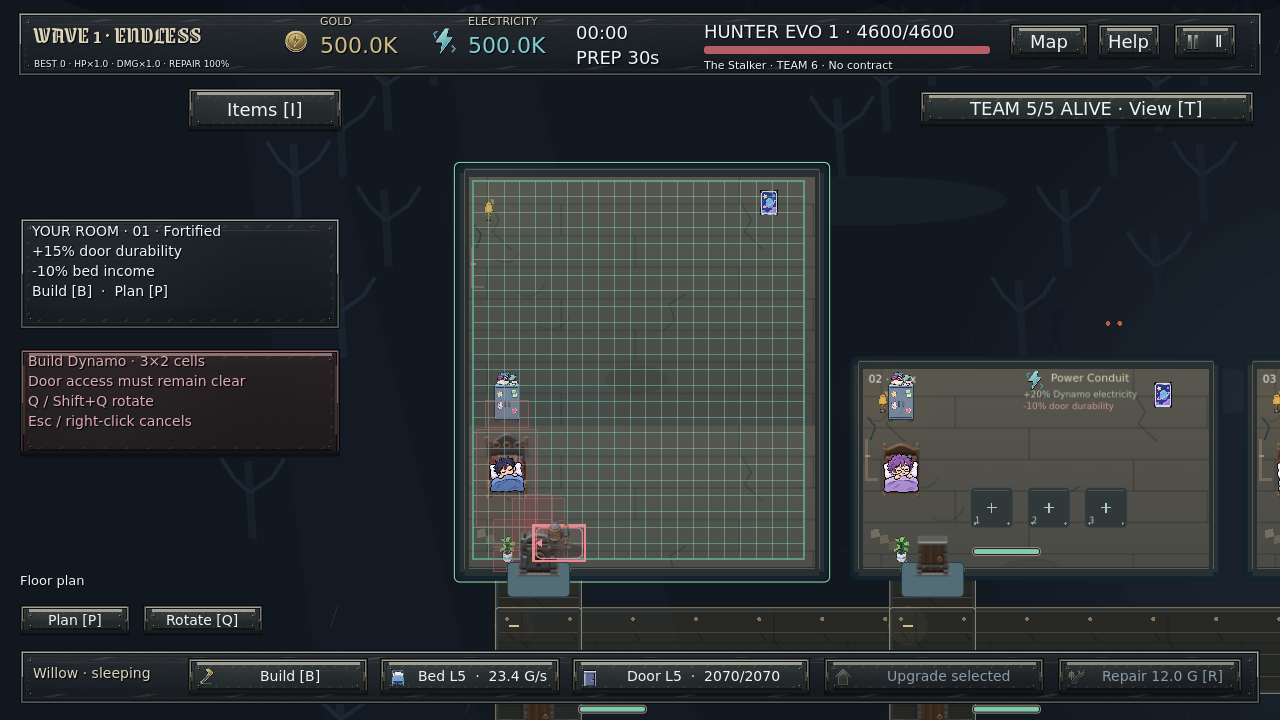 WAVE 1 · ENDLESS
BEST 0 · HP×1.0 · DMG×1.0 · REPAIR 100%
GOLD
500.0K
ELECTRICITY
500.0K
00:00
PREP 30s
HUNTER EVO 1 · 4600/4600
The Stalker · TEAM 6 · No contract
Map
Help
Items [I]
TEAM 5/5 ALIVE · View [T]
YOUR ROOM · 01 · Fortified
+15% door durability
-10% bed income
Build [B] · Plan [P]
Build Dynamo · 3×2 cells
Door access must remain clear
Q / Shift+Q rotate
Esc / right-click cancels
02
Power Conduit
+20% Dynamo electricity
-10% door durability
03
+
+
+
1
2
3
Floor plan
Plan [P]
Rotate [Q]
Willow · sleeping
Build [B]
Bed L5 · 23.4 G/s
Door L5 · 2070/2070
Upgrade selected
Repair 12.0 G [R]